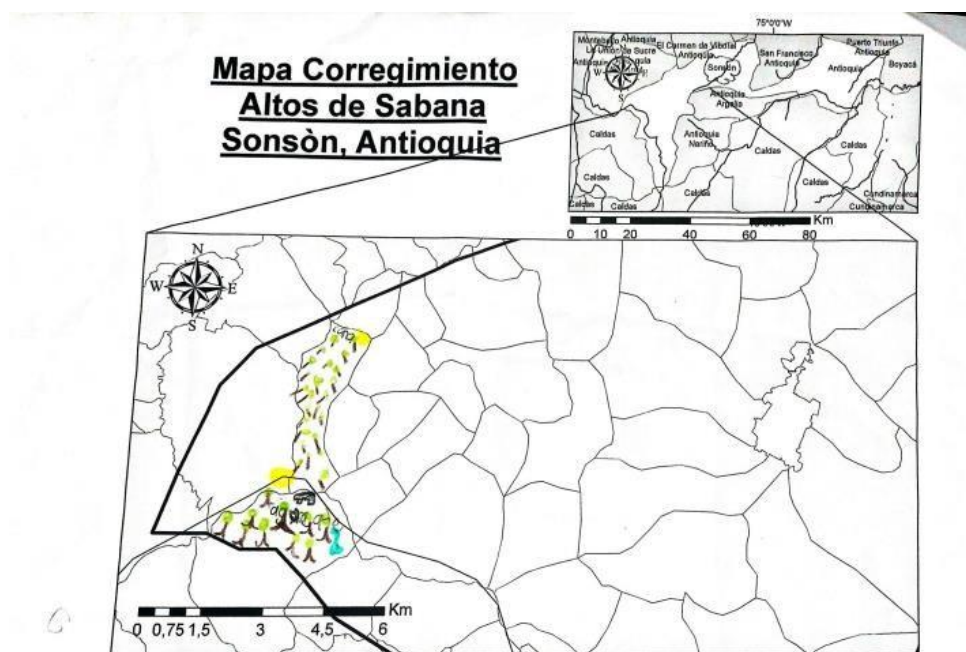 Mapa Corregimiento
Altos de Sabana
Sonsòn, Antioquia
75°0'0"W
Antioquia
El Carmen de Viboral
Antioquia
San Francisco
Antioquia
Puerto Triunfo
Antioquia
Boyacá
Sonsón
Antioquia
Antioquia
Argelia
Antioquia
Nariño
Caldas
Caldas
Caldas
Caldas
Caldas
Caldas
Caldas
Cundinamarca
Cundinamarca
N
W
S
Km
0 10 20 40 60 80
N
W E
S
Km
0 0,75 1,5 3 4,5 6